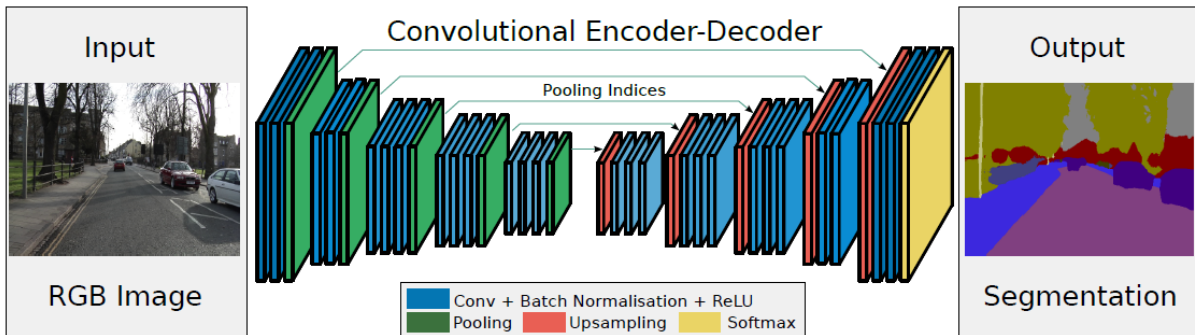 Input
RGB Image
Convolutional Encoder-Decoder
Pooling Indices
Conv + Batch Normalisation + ReLU
Pooling Upsampling Softmax
Output
Segmentation